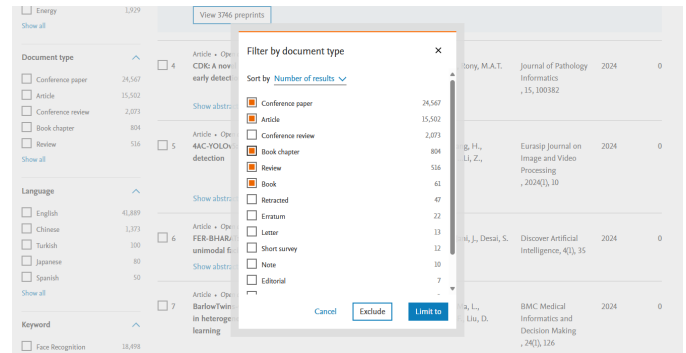 Energy 1,929
Show all
View 3746 preprints
Document type
Conference paper 24,567
Article 15,502
Conference review 2,073
Book chapter 804
Review 516
Show all
Language
English 41,889
Chinese 1,373
Turkish 100
Japanese 80
Spanish 50
Show all
Keyword
Face Recognition 18,498
4
Article • Ope
CDK: A nov
early detecti
Show abstra
tony, M.A.T.
Journal of Pathology
Informatics
, 15, 100382
2024
0
5
Article • Ope
4AC-YOLOv
detection
Show abstra
g, H.,
Li, Z.,
Eurasip Journal on
Image and Video
Processing
, 2024(1), 10
2024
0
6
Article • Ope
FER-BHARA
unimodal fa
Show abstra
ni, J., Desai, S.
Discover Artificial
Intelligence, 4(1), 35
2024
0
7
Article • Ope
BarlowTwin
in heteroge
learning
a, L.,
Liu, D.
BMC Medical
Informatics and
Decision Making
, 24(1), 126
2024
0
Filter by document type
Sort by Number of results
Conference paper 24,567
Article 15,502
Conference review 2,073
Book chapter 804
Review 516
Book 61
Retracted 47
Erratum 22
Letter 13
Short survey 12
Note 10
Editorial 7
Cancel
Exclude
Limit to